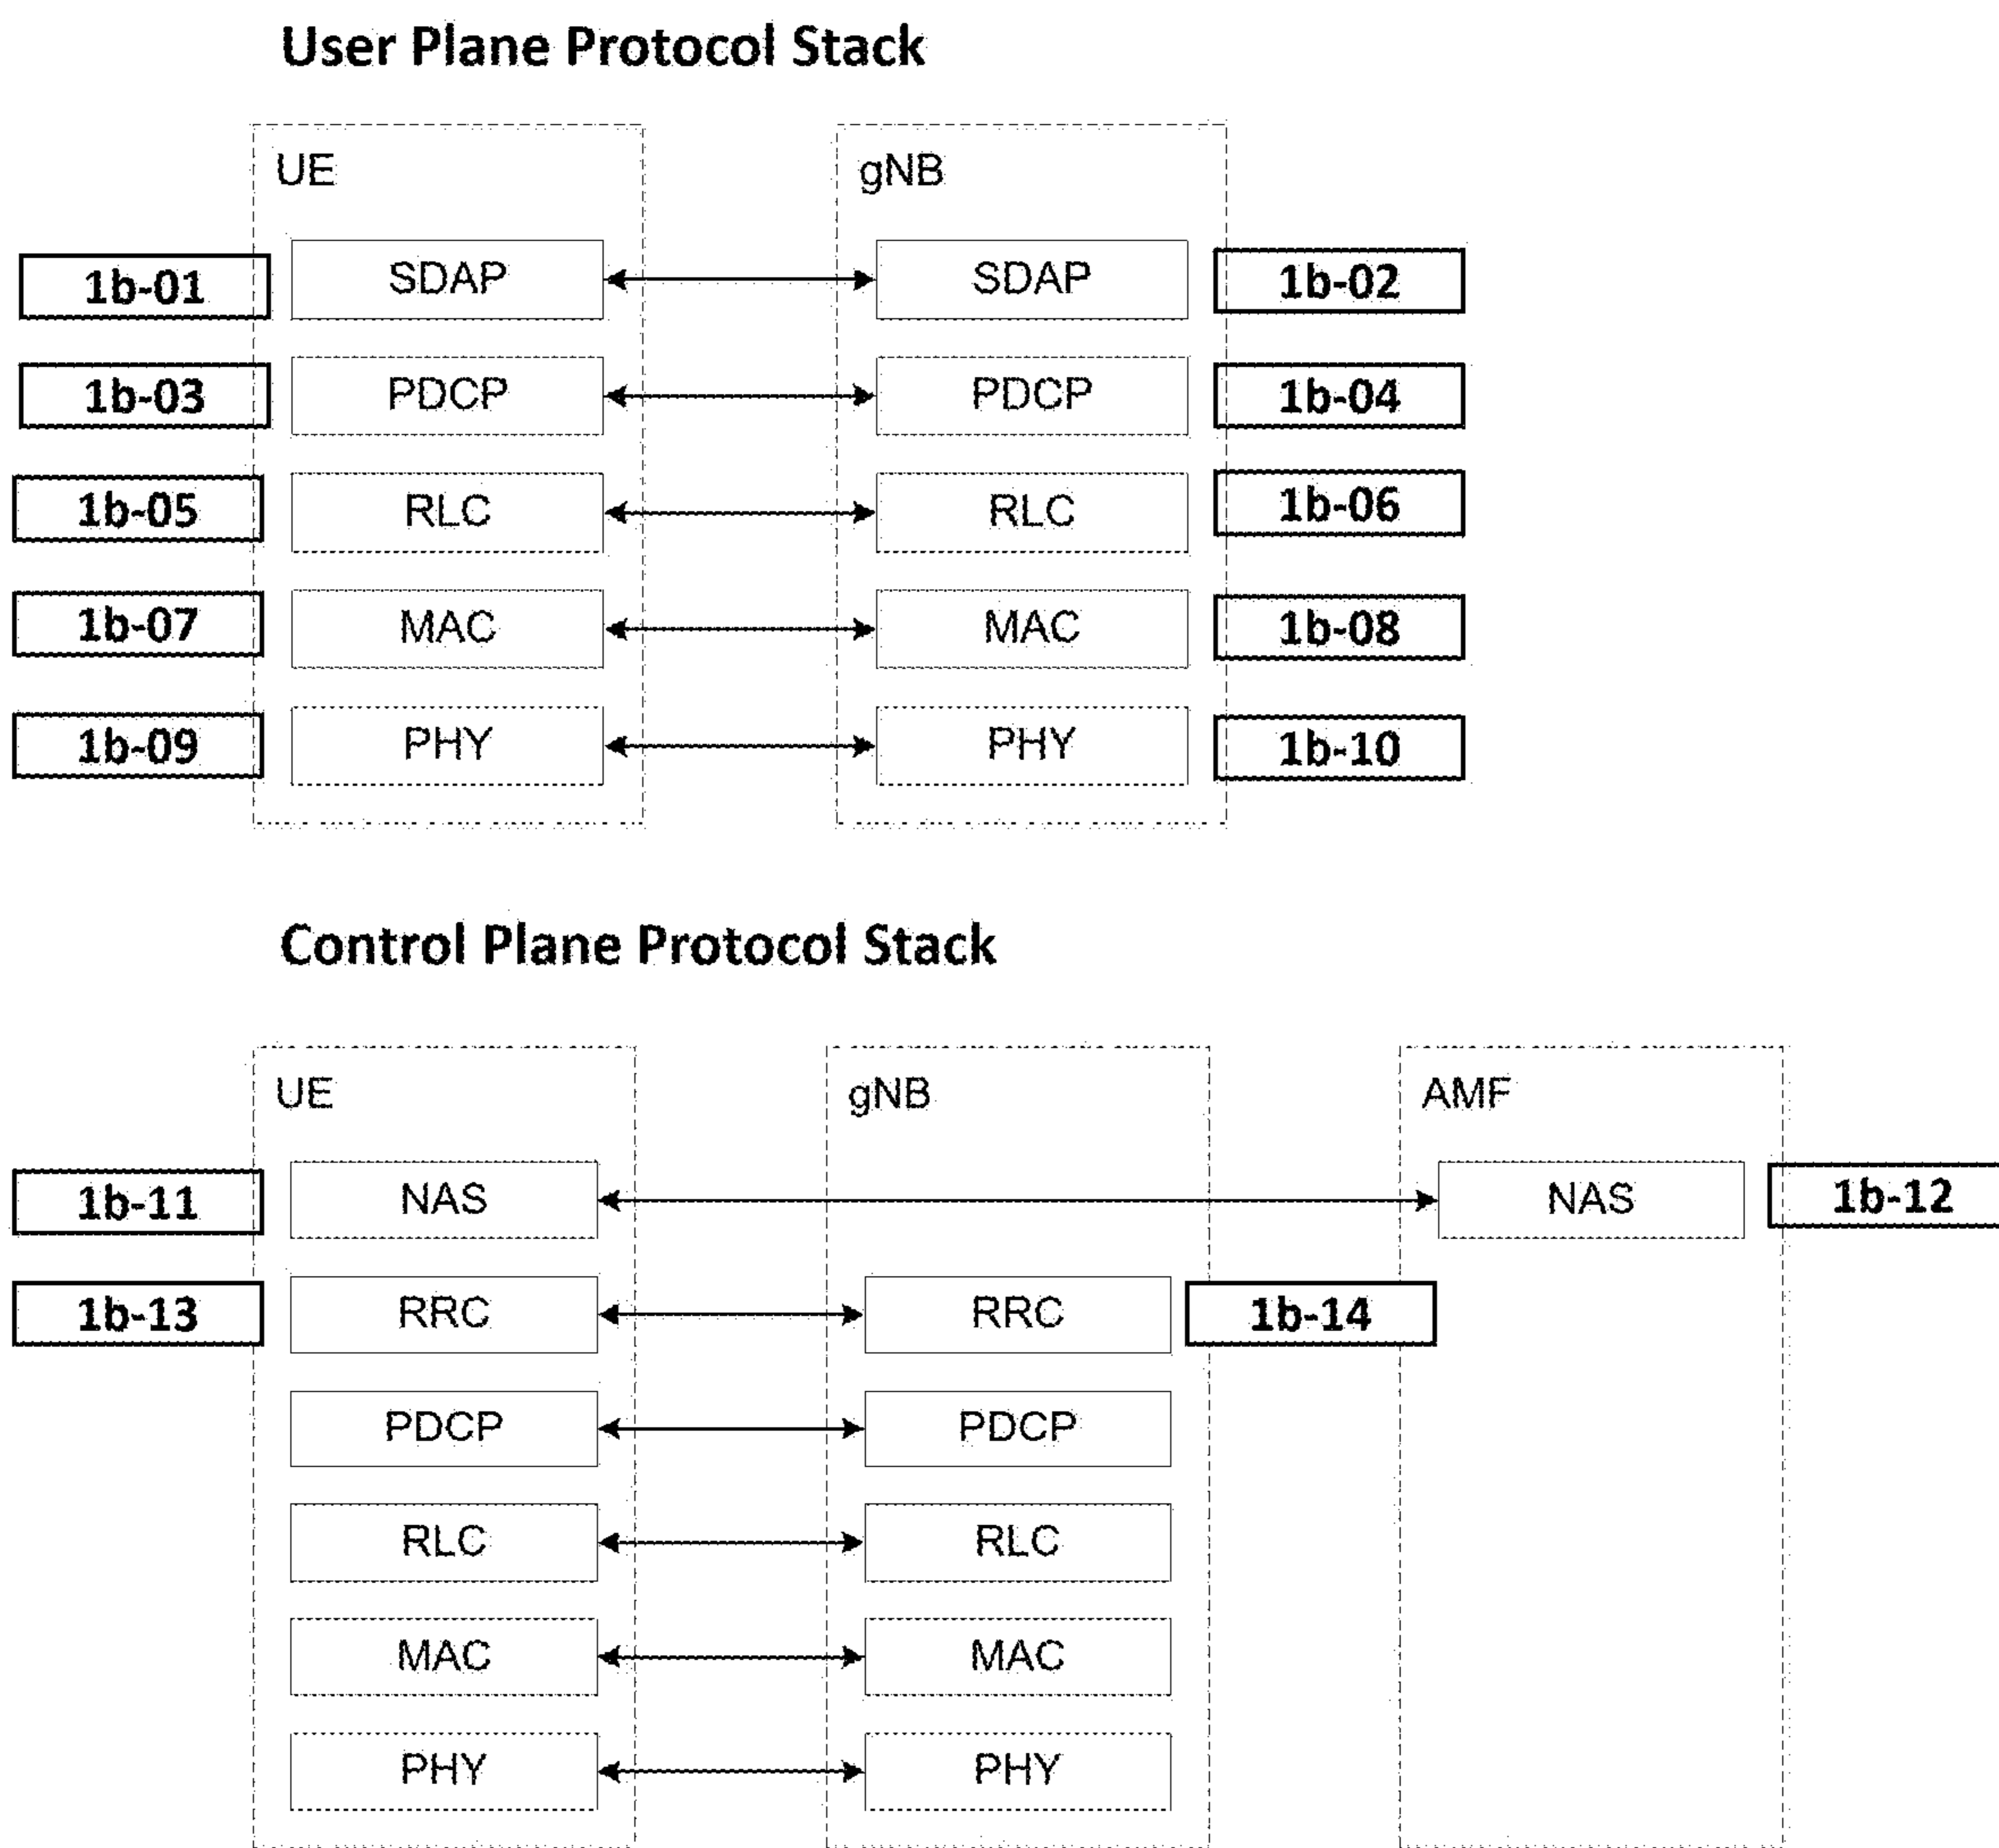 User Plane Protocol Stack
UE gNB
1b-01 SDAP SDAP 1b-02
1b-03 PDCP PDCP 1b-04
1b-05 RLC RLC 1b-06
1b-07 MAC MAC 1b-08
1b-09 PHY PHY 1b-10
Control Plane Protocol Stack
UE gNB AMF
1b-11 NAS NAS 1b-12
1b-13 RRC RRC 1b-14
PDCP PDCP
RLC RLC
MAC MAC
PHY PHY